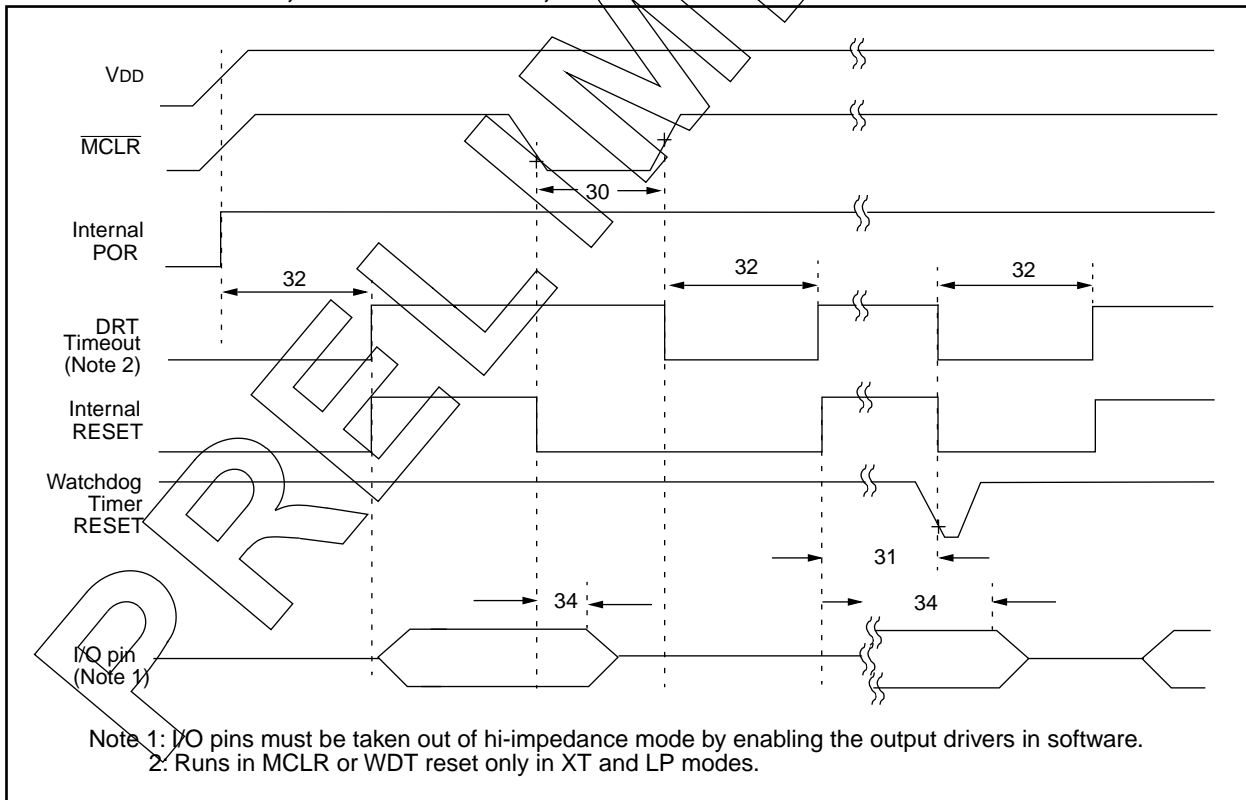 VDD
MCLR
30
Internal
POR
32
32
32
DRT
Timeout
(Note 2)
Internal
RESET
Watchdog
Timer
RESET
31
34
34
I/O pin
(Note 1)
Note 1: I/O pins must be taken out of hi-impedance mode by enabling the output drivers in software.
2: Runs in MCLR or WDT reset only in XT and LP modes.